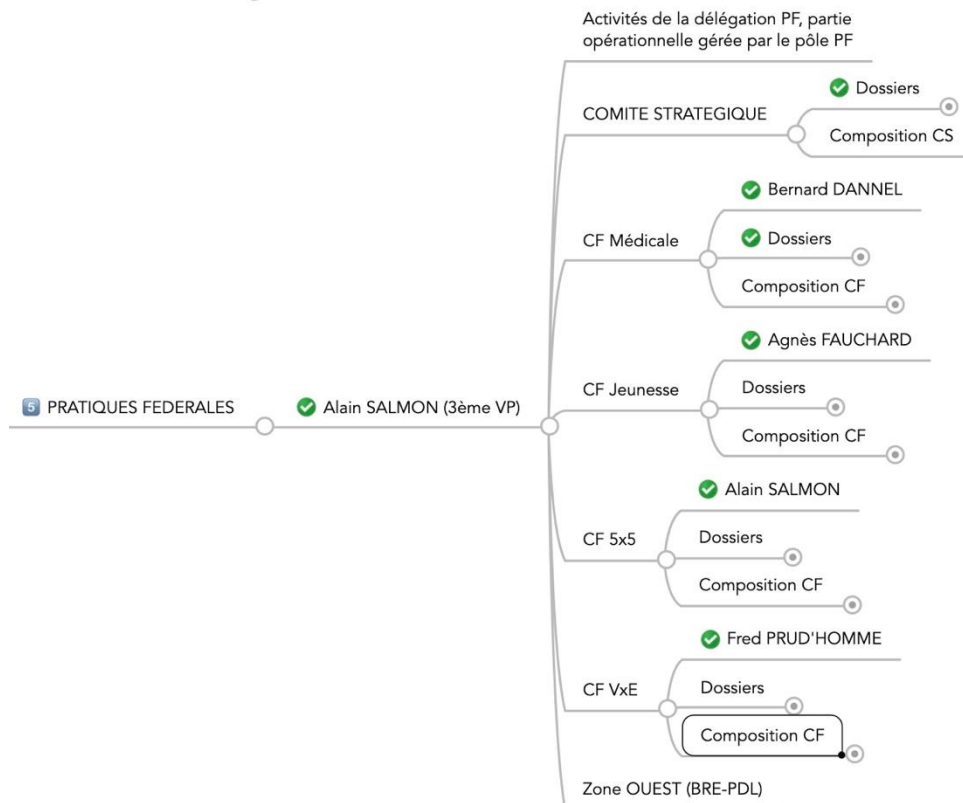 Activités de la délégation PF, partie
opérationnelle gérée par le pôle PF
COMITE STRATEGIQUE
Dossiers
Composition CS
CF Médicale
Bernard DANNEL
Dossiers
Composition CF
CF Jeunesse
Agnès FAUCHARD
Dossiers
Composition CF
5 PRATIQUES FEDERALES
Alain SALMON (3ème VP)
CF 5x5
Alain SALMON
Dossiers
Composition CF
CF VxE
Fred PRUD'HOMME
Dossiers
Composition CF
Zone OUEST (BRE-PDL)